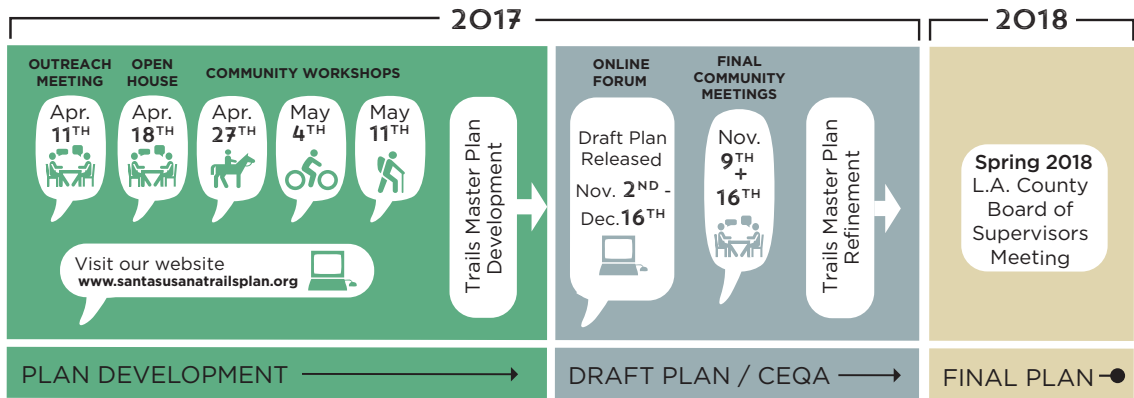 2017
2018
OUTREACH
MEETING
OPEN
HOUSE
COMMUNITY WORKSHOPS
Apr.
11TH
Apr.
18TH
Apr.
27TH
May
4TH
May
11TH
Visit our website
www.santasusanatrailsplan.org
Trails Master Plan
Development
ONLINE
FORUM
Draft Plan
Released
Nov. 2ND -
Dec.16TH
FINAL
COMMUNITY
MEETINGS
Nov.
9TH
+
16TH
Trails Master Plan
Refinement
Spring 2018
L.A. County
Board of
Supervisors
Meeting
PLAN DEVELOPMENT
DRAFT PLAN / CEQA
FINAL PLAN